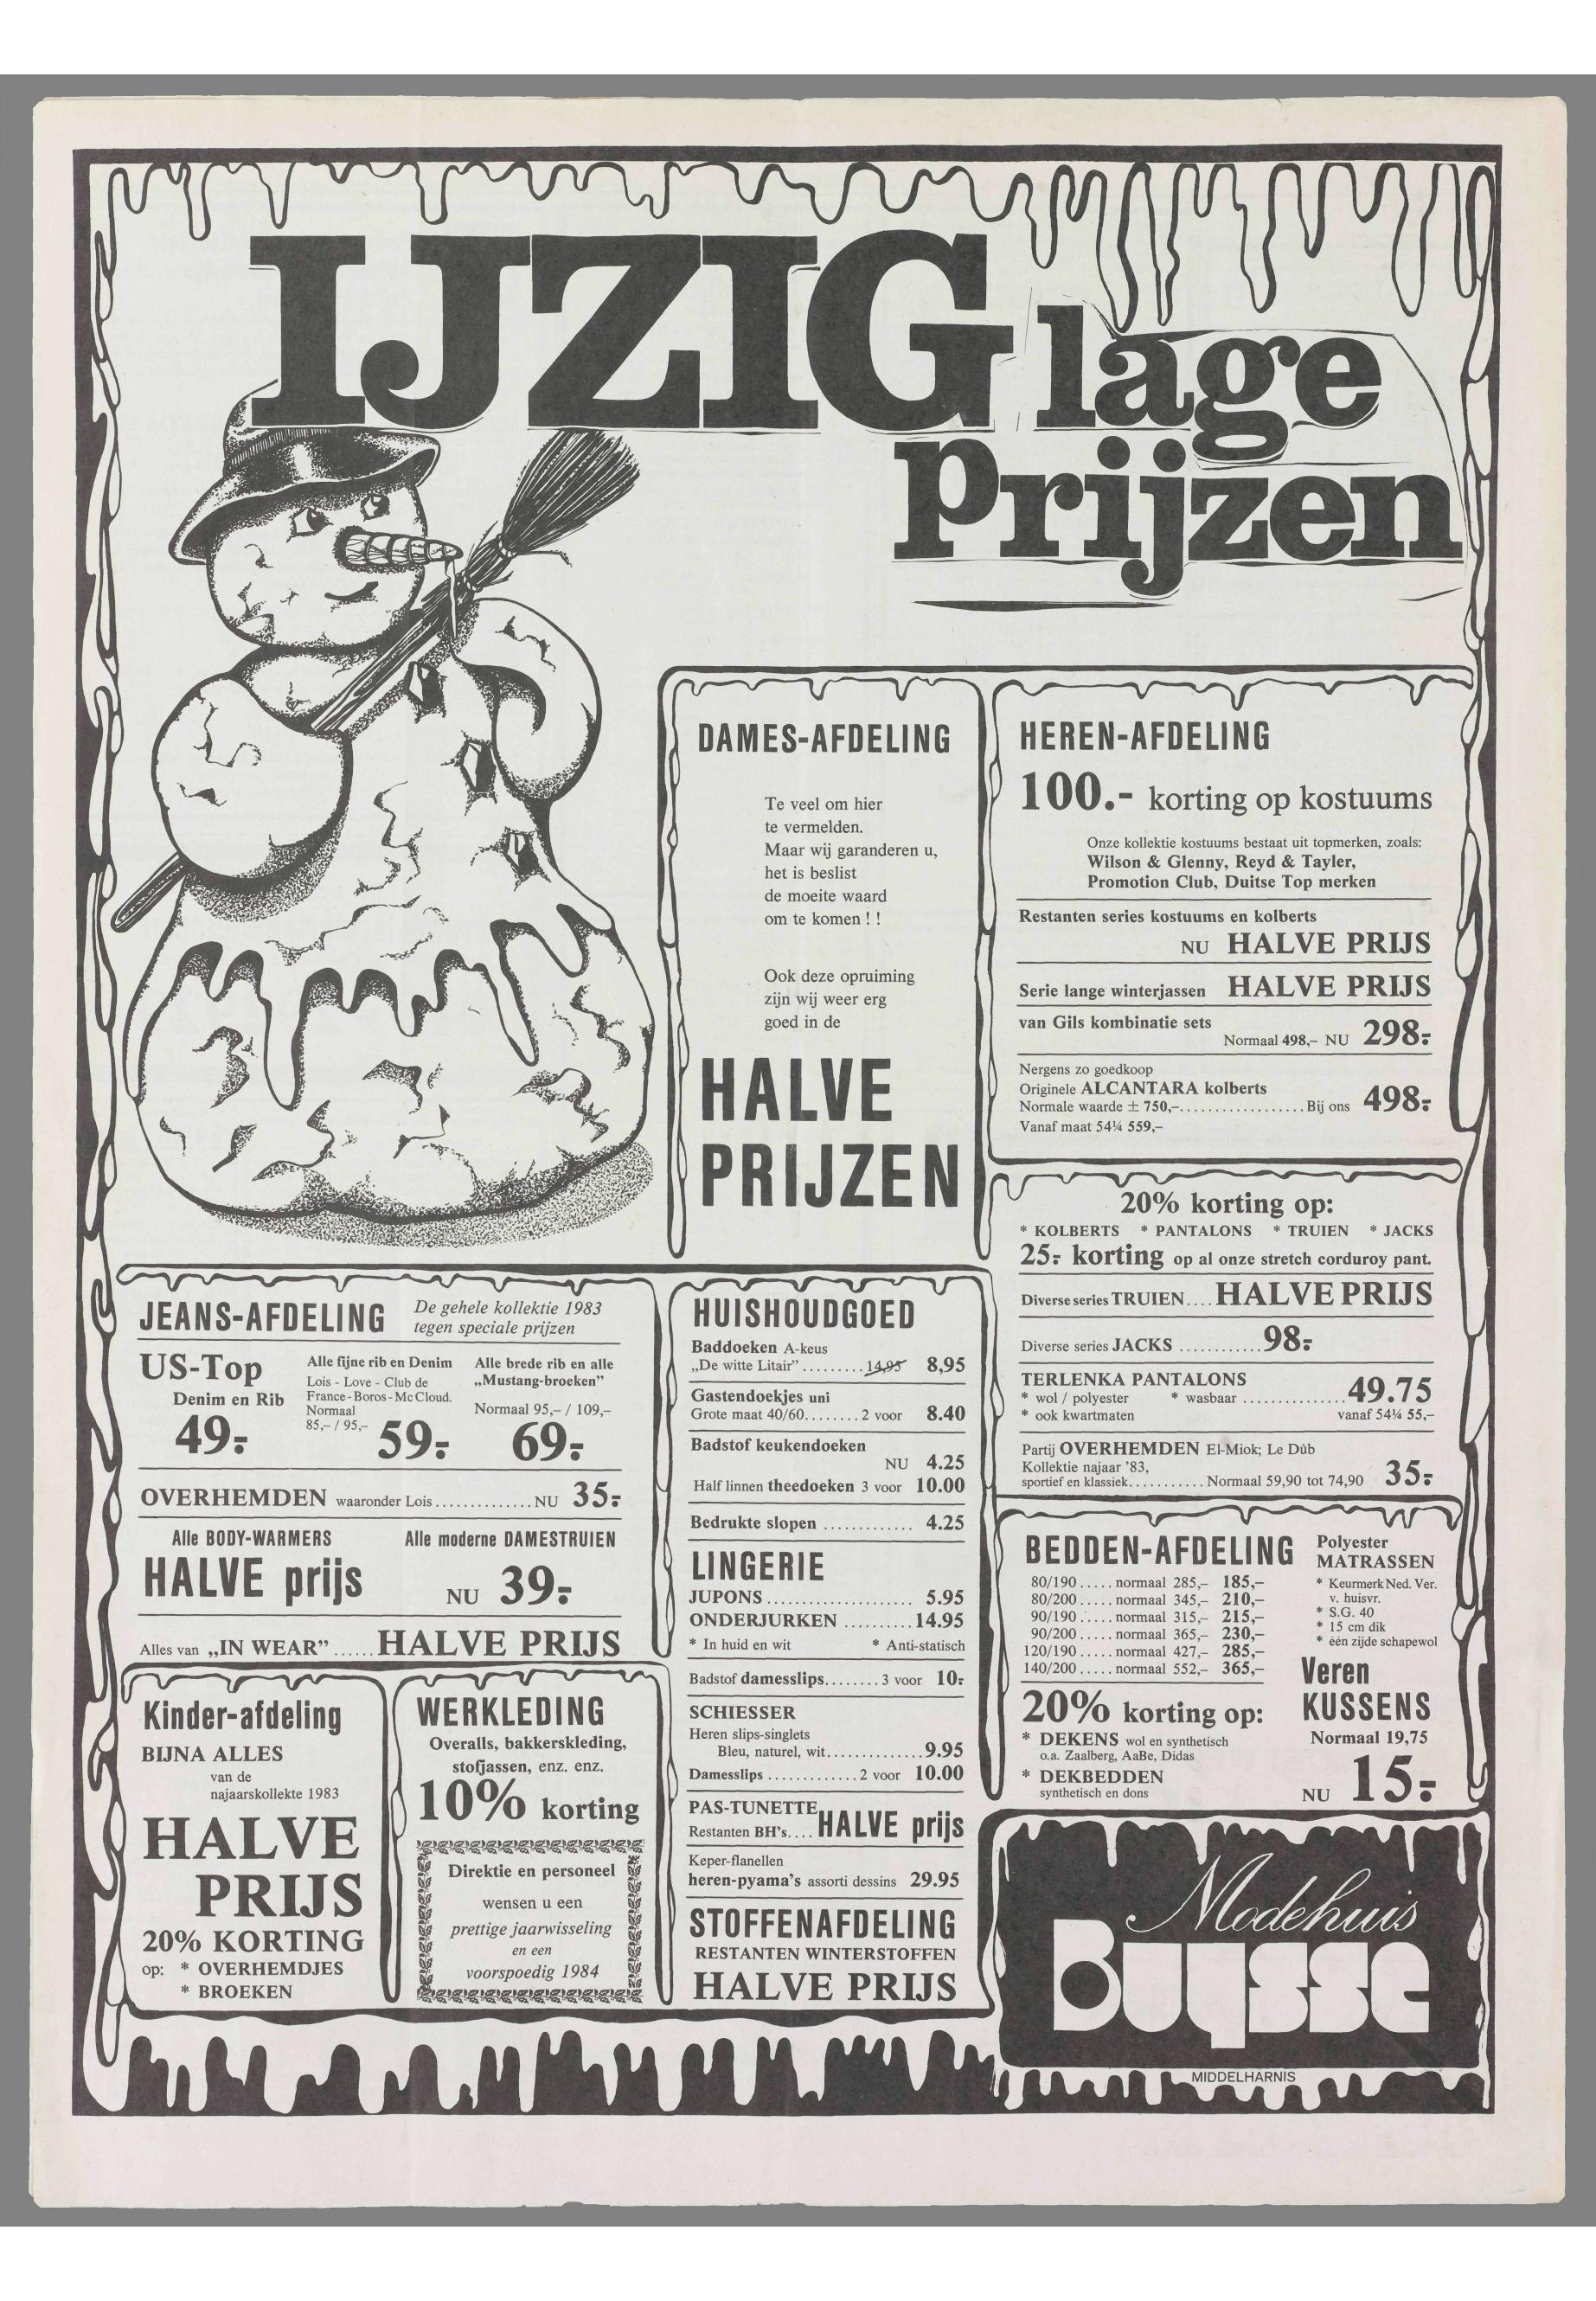 IJZIG lage
prijzen
DAMES-AFDELING
Te veel om hier
te vermelden.
Maar wij garanderen u,
het is beslist
de moeite waard
om te komen ! !
Ook deze opruiming
zijn wij weer erg
goed in de
HALVE
PRIJZEN
HEREN-AFDELING
100.- korting op kostuums
Onze kollektie kostuums bestaat uit topmerken, zoals:
Wilson & Glenny, Reyd & Tayler,
Promotion Club, Duitse Top merken
Restanten series kostuums en kolberts
NU HALVE PRIJS
Serie lange winterjassen HALVE PRIJS
van Gils kombinatie sets
Normaal 498,- NU 298:-
Nergens zo goedkoop
Originele ALCANTARA kolberts
Normale waarde ± 750,-.................. Bij ons 498:-
Vanaf maat 54¼ 559,-
20% korting op:
* KOLBERTS * PANTALONS * TRUIEN * JACKS
25:- korting op al onze stretch corduroy pant.
Diverse series TRUIEN.... HALVE PRIJS
Diverse series JACKS ............ 98:-
TERLENKA PANTALONS
* wol / polyester * wasbaar ............... 49.75
* ook kwartmaten vanaf 54¼ 55,-
Partij OVERHEMDEN El-Miok; Le Dûb
Kollektie najaar '83,
sportief en klassiek........... Normaal 59,90 tot 74,90 35:-
JEANS-AFDELING
De gehele kollektie 1983
tegen speciale prijzen
US-Top
Denim en Rib
49:-
Alle fijne rib en Denim
Lois - Love - Club de
France - Boros - Mc Cloud.
Normaal
85,- / 95,- 59:-
Alle brede rib en alle
„Mustang-broeken”
Normaal 95,- / 109,-
69:-
OVERHEMDEN waaronder Lois .............. NU 35:-
Alle BODY-WARMERS
HALVE prijs
Alle moderne DAMESTRUIEN
NU 39:-
Alles van „IN WEAR” ...... HALVE PRIJS
HUISHOUDGOED
Baddoeken A-keus
„De witte Litair” ......... 14,95 8,95
Gastendoekjes uni
Grote maat 40/60........ 2 voor 8.40
Badstof keukendoeken
NU 4.25
Half linnen theedoeken 3 voor 10.00
Bedrukte slopen ............. 4.25
LINGERIE
JUPONS ..................... 5.95
ONDERJURKEN .......... 14.95
* In huid en wit * Anti-statisch
Badstof damesslips........ 3 voor 10:-
SCHIESSER
Heren slips-singlets
Bleu, naturel, wit.............. 9.95
Damesslips ............. 2 voor 10.00
PAS-TUNETTE
Restanten BH's.... HALVE prijs
Keper-flanellen
heren-pyama's assorti dessins 29.95
STOFFENAFDELING
RESTANTEN WINTERSTOFFEN
HALVE PRIJS
BEDDEN-AFDELING
80/190 ..... normaal 285,- 185,-
80/200 ..... normaal 345,- 210,-
90/190 ..... normaal 315,- 215,-
90/200 ..... normaal 365,- 230,-
120/190 ..... normaal 427,- 285,-
140/200 ..... normaal 552,- 365,-
Polyester
MATRASSEN
* Keurmerk Ned. Ver.
v. huisvr.
* S.G. 40
* 15 cm dik
* één zijde schapewol
20% korting op:
* DEKENS wol en synthetisch
o.a. Zaalberg, AaBe, Didas
* DEKBEDDEN
synthetisch en dons
Veren
KUSSENS
Normaal 19,75
NU 15:-
Kinder-afdeling
BIJNA ALLES
van de
najaarskollekte 1983
HALVE
PRIJS
20% KORTING
op: * OVERHEMDJES
* BROEKEN
WERKLEDING
Overalls, bakkerskleding,
stofjassen, enz. enz.
10% korting
Direktie en personeel
wensen u een
prettige jaarwisseling
en een
voorspoedig 1984
Modehuis
Buysse
MIDDELHARNIS